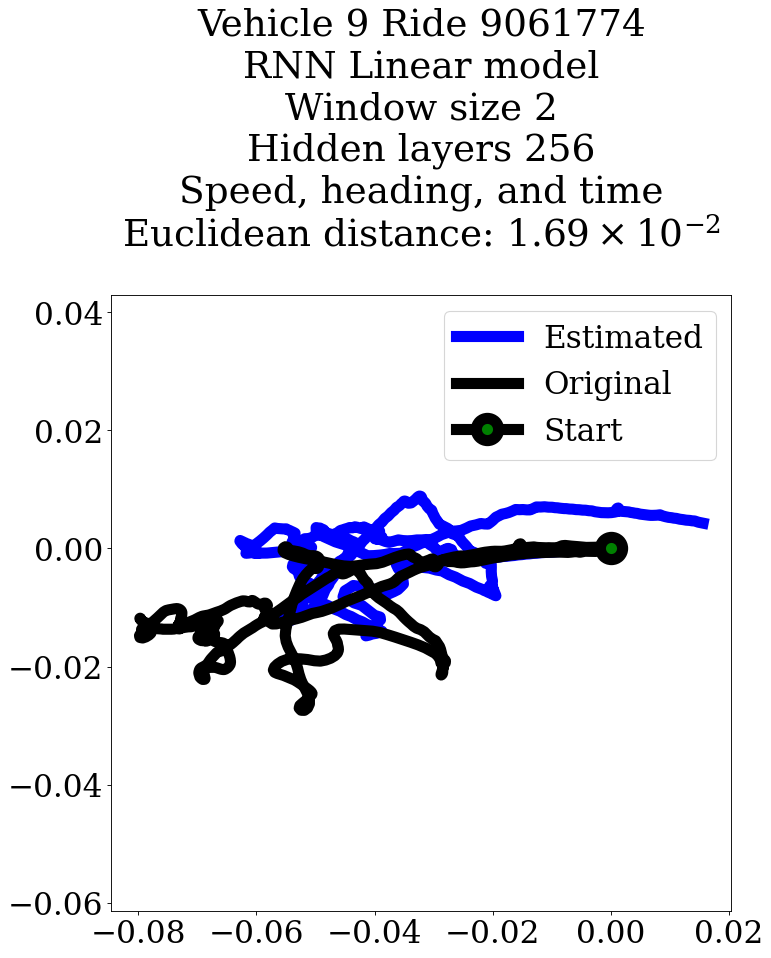 Vehicle 9 Ride 9061774
RNN Linear model
Window size 2
Hidden layers 256
Speed, heading, and time
Euclidean distance: 1.69 × 10⁻²
Estimated
Original
Start
0.04
0.02
0.00
−0.02
−0.04
−0.06
−0.08 −0.06 −0.04 −0.02 0.00 0.02